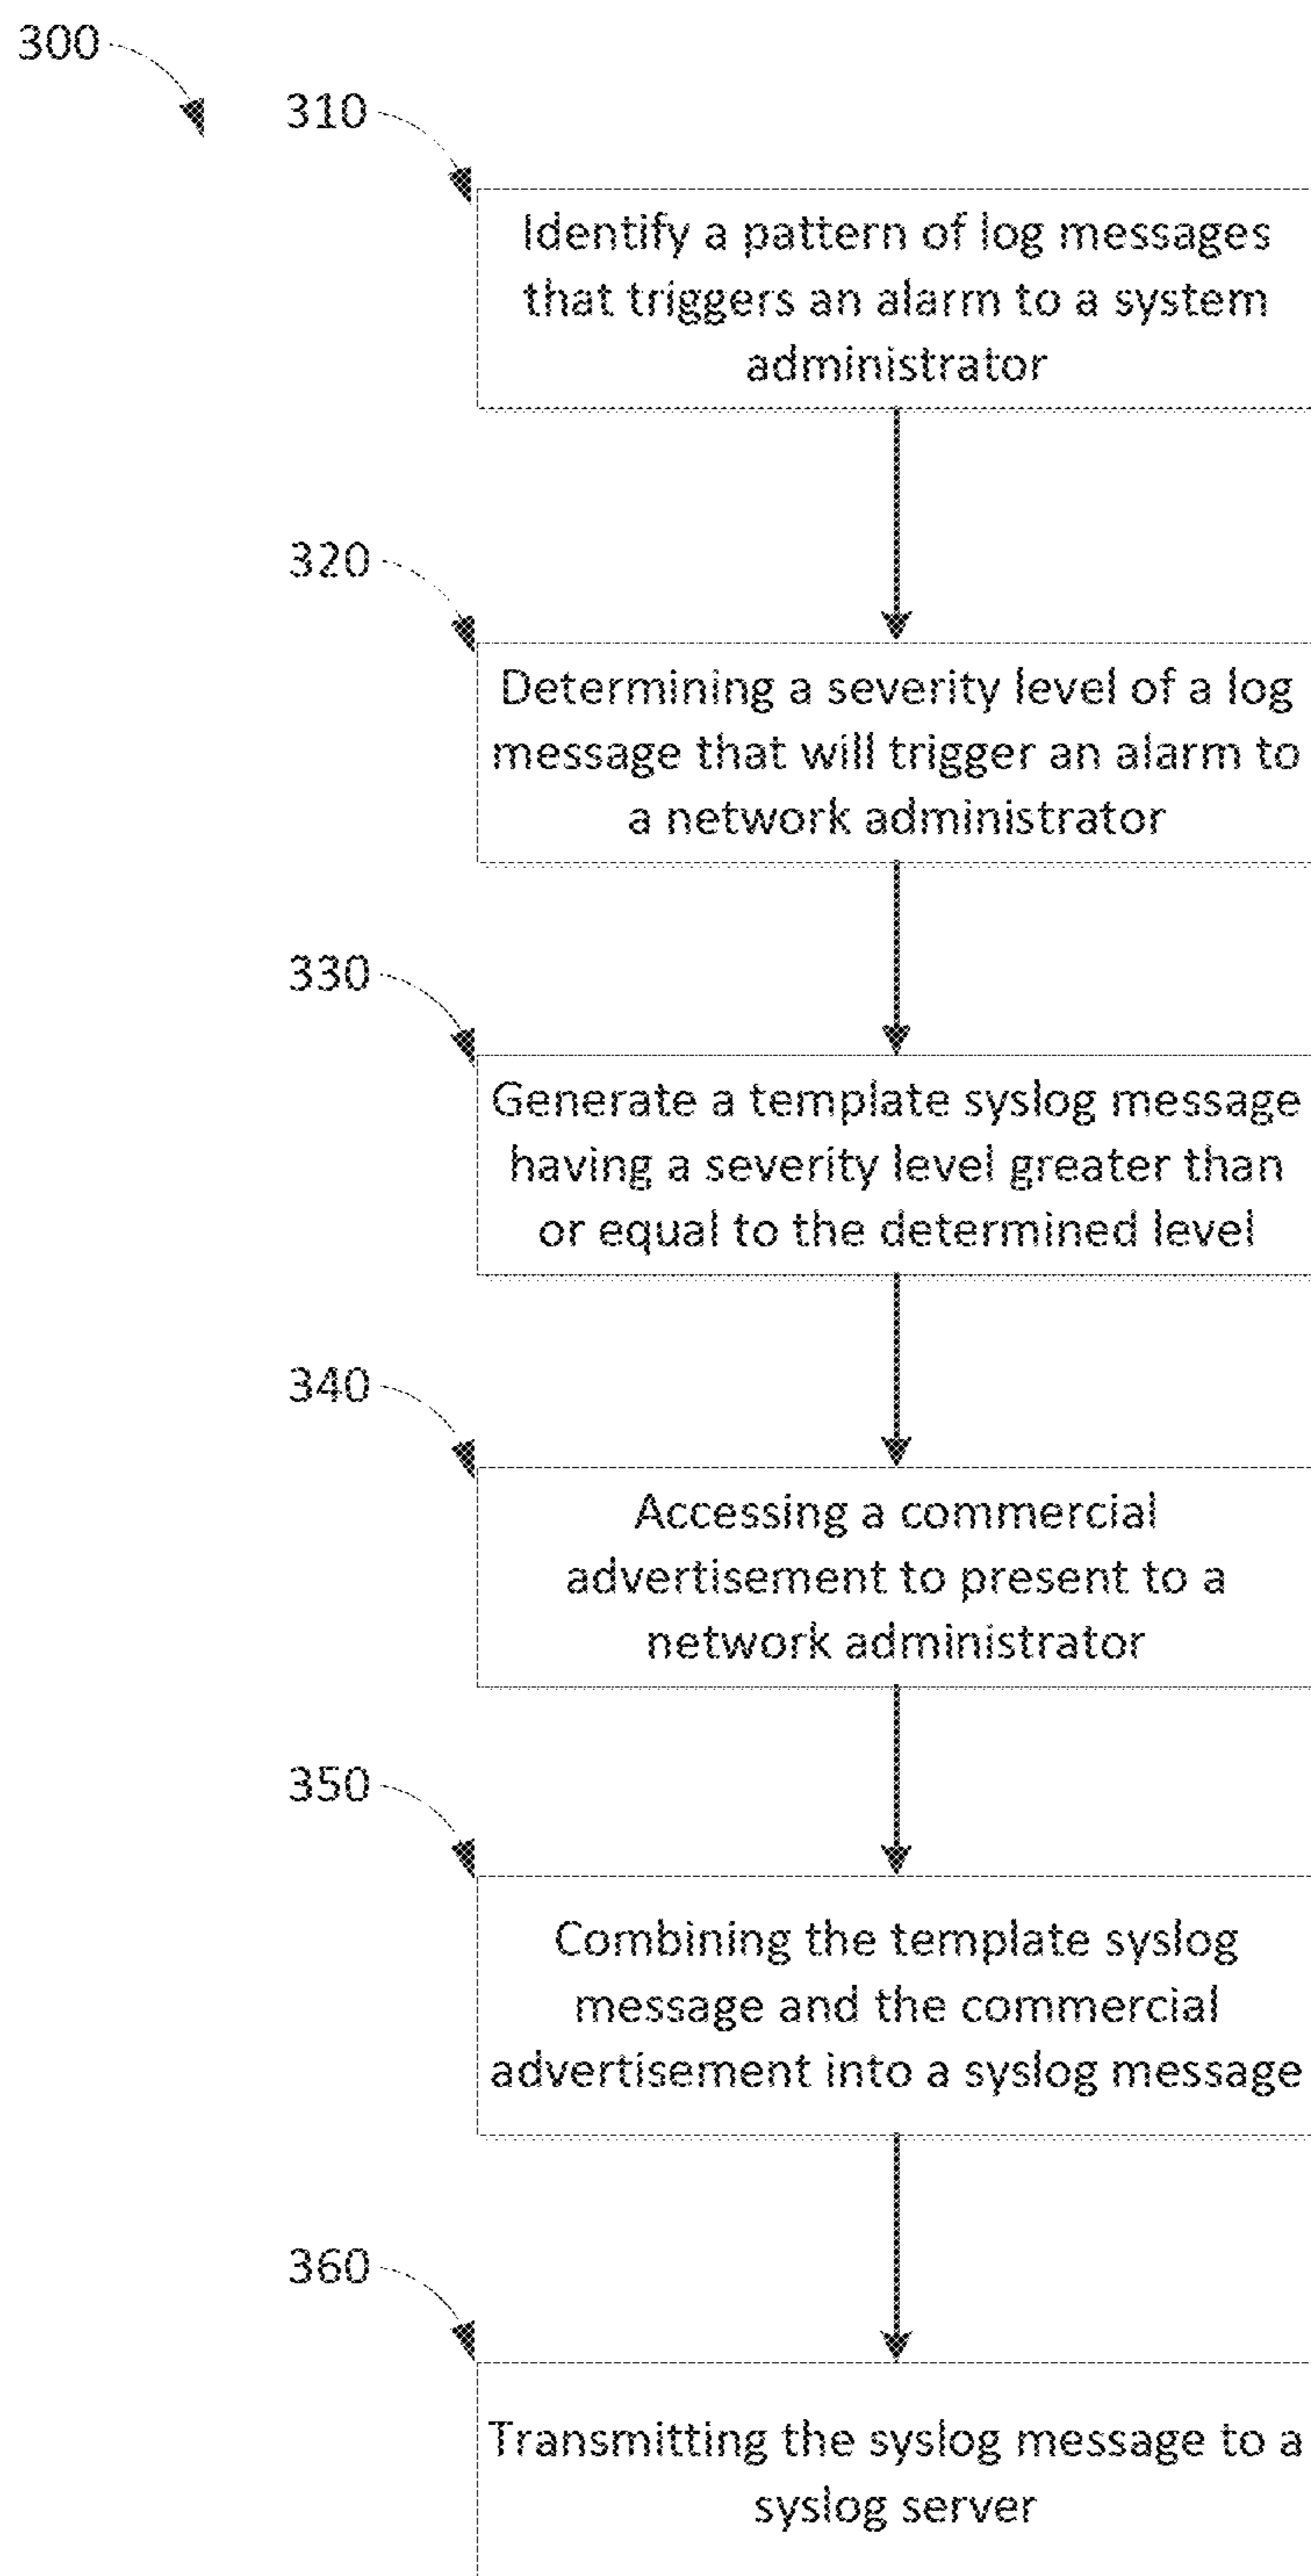 300
310
Identify a pattern of log messages
that triggers an alarm to a system
administrator
320
Determining a severity level of a log
message that will trigger an alarm to
a network administrator
330
Generate a template syslog message
having a severity level greater than
or equal to the determined level
340
Accessing a commercial
advertisement to present to a
network administrator
350
Combining the template syslog
message and the commercial
advertisement into a syslog message
360
Transmitting the syslog message to a
syslog server